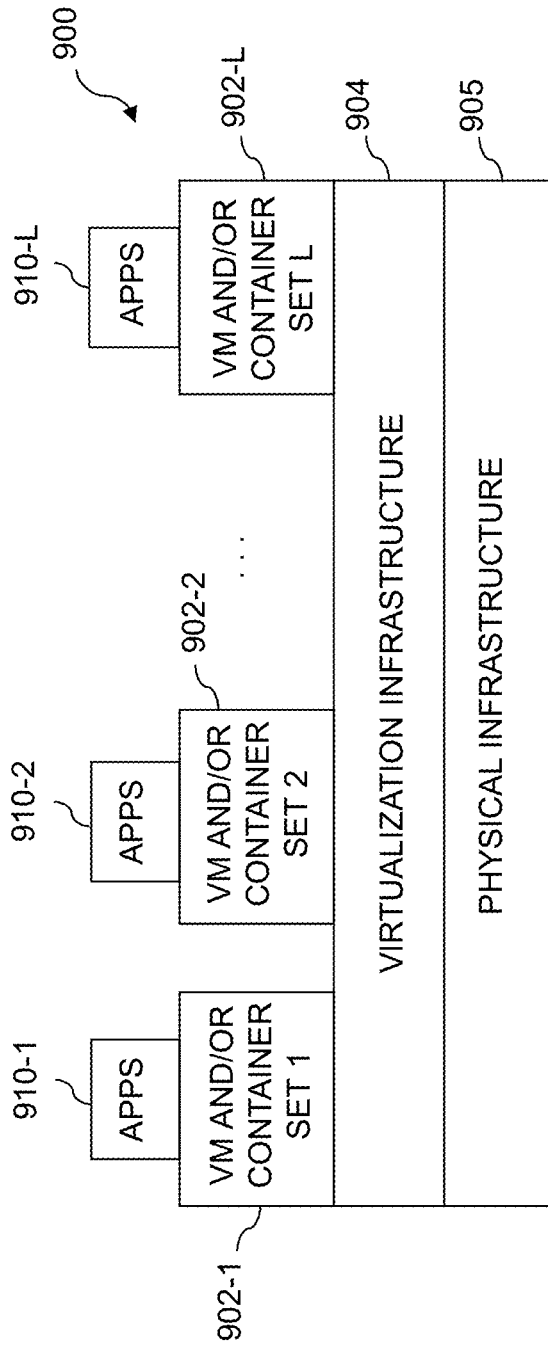 900
910-1
910-2
910-L
APPS
APPS
APPS
902-1
VM AND/OR
CONTAINER
SET 1
902-2
VM AND/OR
CONTAINER
SET 2
. . .
902-L
VM AND/OR
CONTAINER
SET L
VIRTUALIZATION INFRASTRUCTURE
904
PHYSICAL INFRASTRUCTURE
905